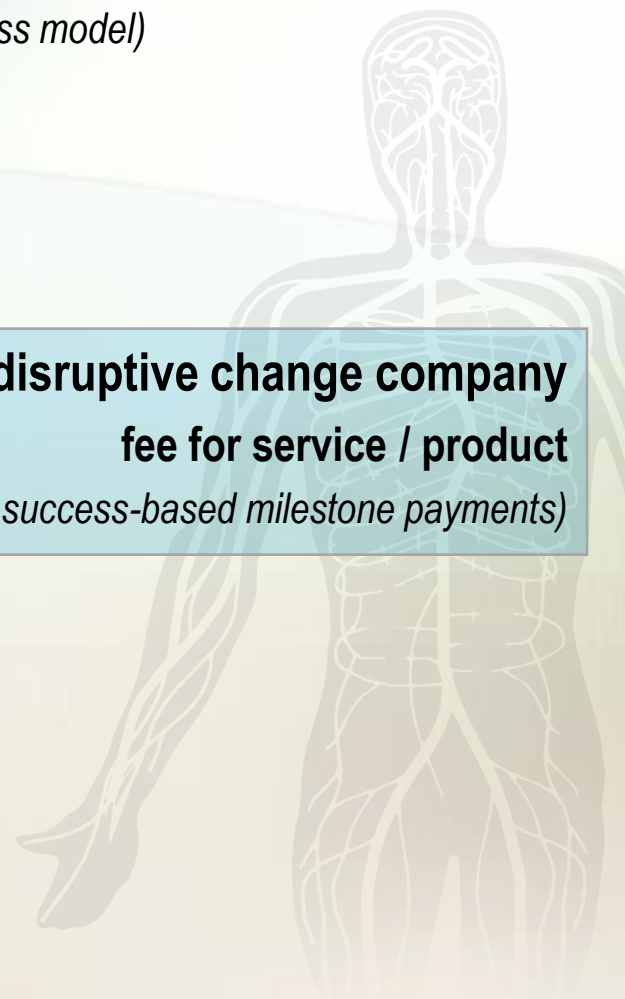 ss model)
disruptive change company
fee for service / product
success-based milestone payments)